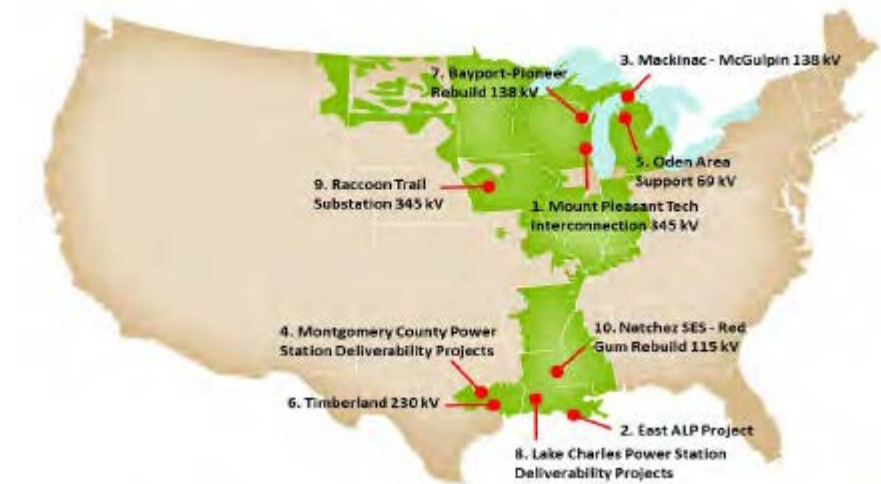 3. Mackinac - McGulpin 138 kV
7. Bayport-Pioneer
Rebuild 138 kV
5. Oden Area
Support 69 kV
9. Raccoon Trail
Substation 345 kV
1. Mount Pleasant Tech
Interconnection 345 kV
4. Montgomery County Power
Station Deliverability Projects
10. Natchez SES - Red
Gum Rebuild 115 kV
6. Timberland 230 kV
2. East ALP Project
8. Lake Charles Power Station
Deliverability Projects